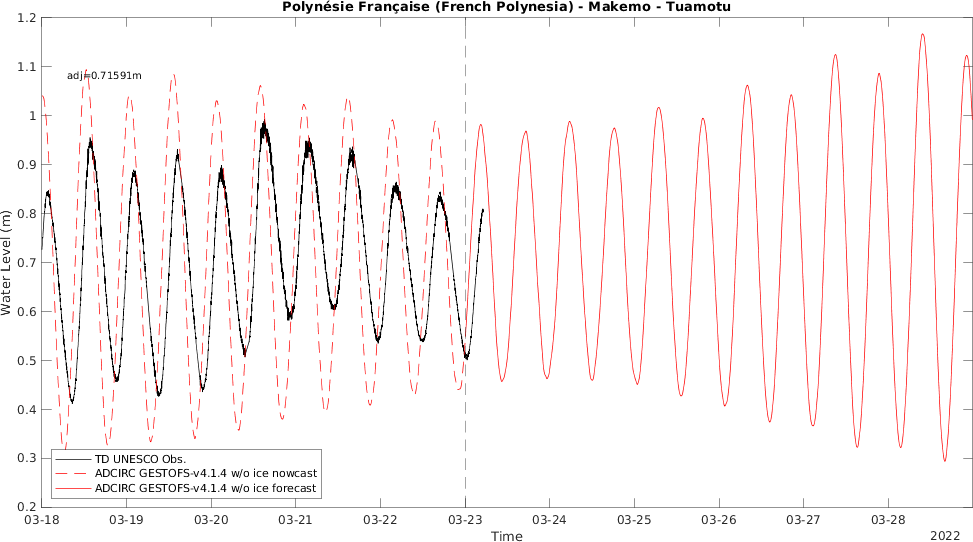 Polynésie Française (French Polynesia) - Makemo - Tuamotu
1.2
1.1
adj=0.71591m
1
0.9
0.8
0.7
0.6
0.5
0.4
0.3
0.2
Water Level (m)
TD UNESCO Obs.
ADCIRC GESTOFS-v4.1.4 w/o ice nowcast
ADCIRC GESTOFS-v4.1.4 w/o ice forecast
03-18 03-19 03-20 03-21 03-22 03-23 03-24 03-25 03-26 03-27 03-28
Time
2022